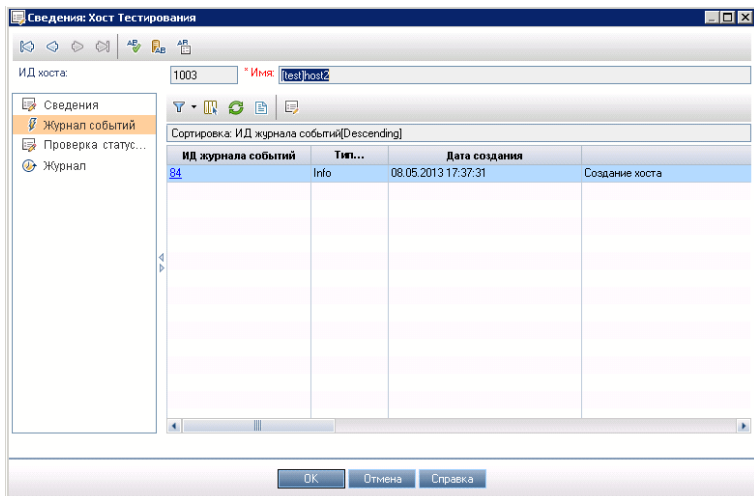 Сведения: Хост Тестирования
ИД хоста: 1003 * Имя: [test]host2
Сведения
Журнал событий
Проверка статус...
Журнал
Сортировка: ИД журнала событий[Descending]
ИД журнала событий Тип... Дата создания
84 Info 08.05.2013 17:37:31 Создание хоста
OK Отмена Справка